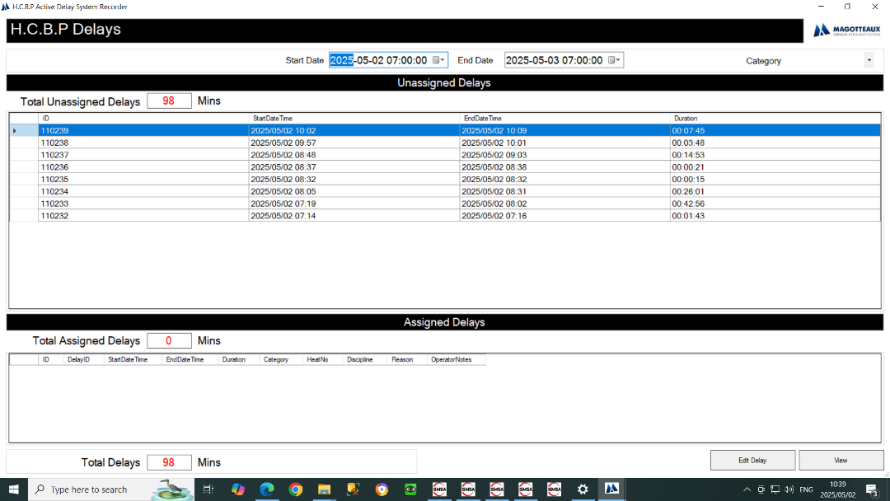 H.C.B.P Active Delay System Recorder
H.C.B.P Delays
MAGOTTEAUX
Start Date 2025-05-02 07:00:00 End Date 2025-05-03 07:00:00 Category
Unassigned Delays
Total Unassigned Delays 98 Mins
ID StartDateTime EndDateTime Duration
110239 2025/05/02 10:02 2025/05/02 10:09 00:07:45
110238 2025/05/02 09:57 2025/05/02 10:01 00:03:48
110237 2025/05/02 08:48 2025/05/02 09:03 00:14:53
110236 2025/05/02 08:37 2025/05/02 08:38 00:00:21
110235 2025/05/02 08:32 2025/05/02 08:32 00:00:15
110234 2025/05/02 08:05 2025/05/02 08:31 00:26:01
110233 2025/05/02 07:19 2025/05/02 08:02 00:42:56
110232 2025/05/02 07:14 2025/05/02 07:16 00:01:43
Assigned Delays
Total Assigned Delays 0 Mins
ID DelayID StartDateTime EndDateTime Duration Category HeatNo Discipline Reason OperatorNotes
Total Delays 98 Mins
Edit Delay View
Type here to search
ENG
10:39
2025/05/02